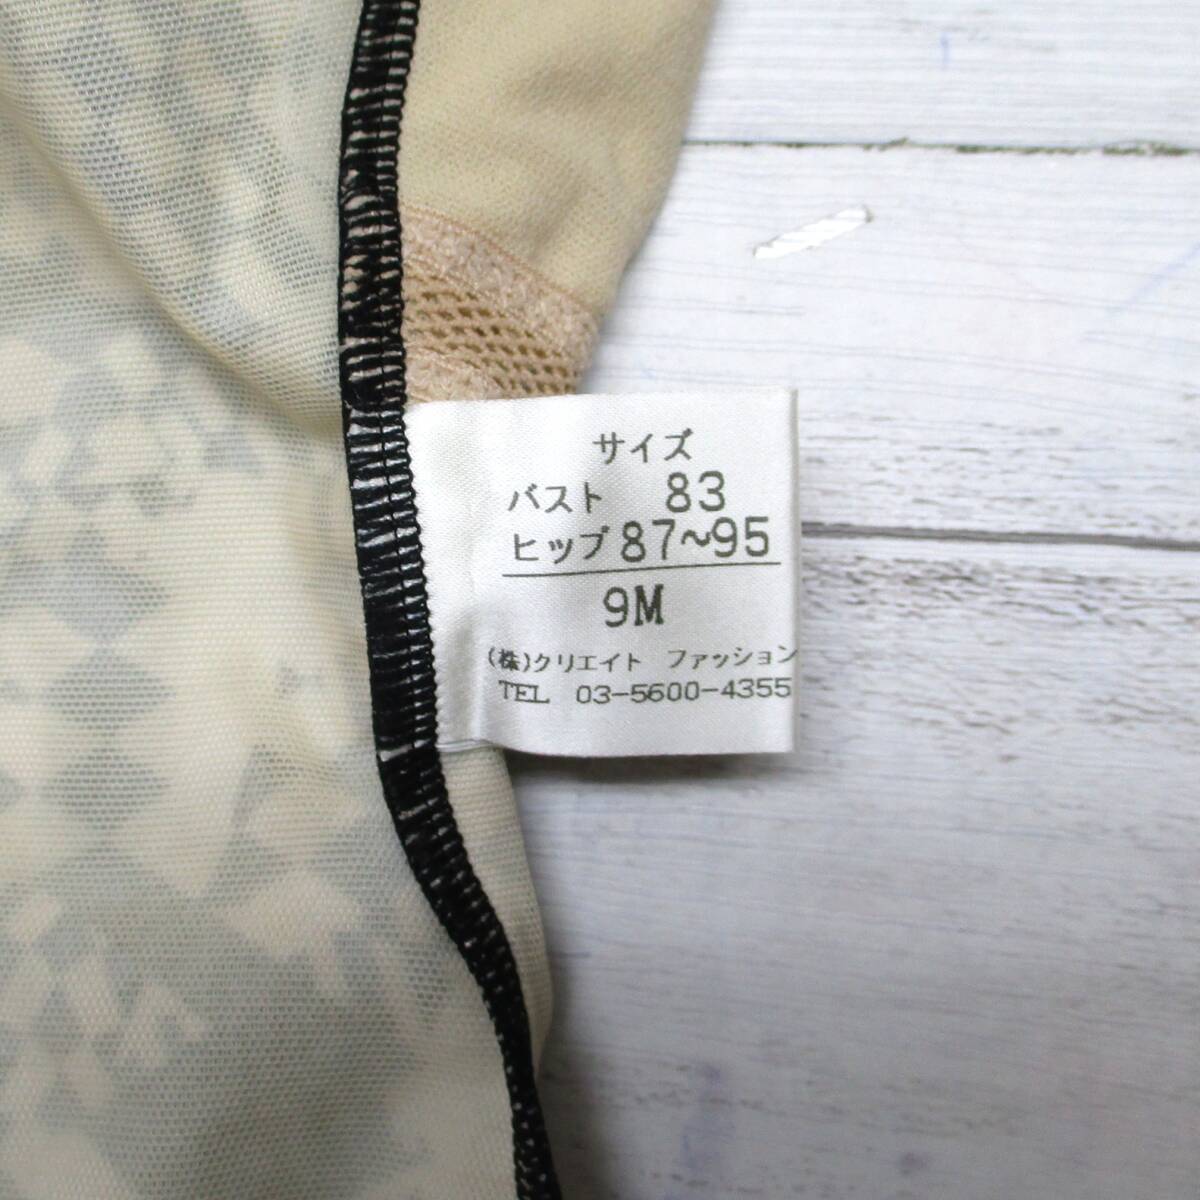 サイズ
バスト 83
ヒップ 87~95
9M
(株)クリエイト ファッション
TEL 03-5600-4355